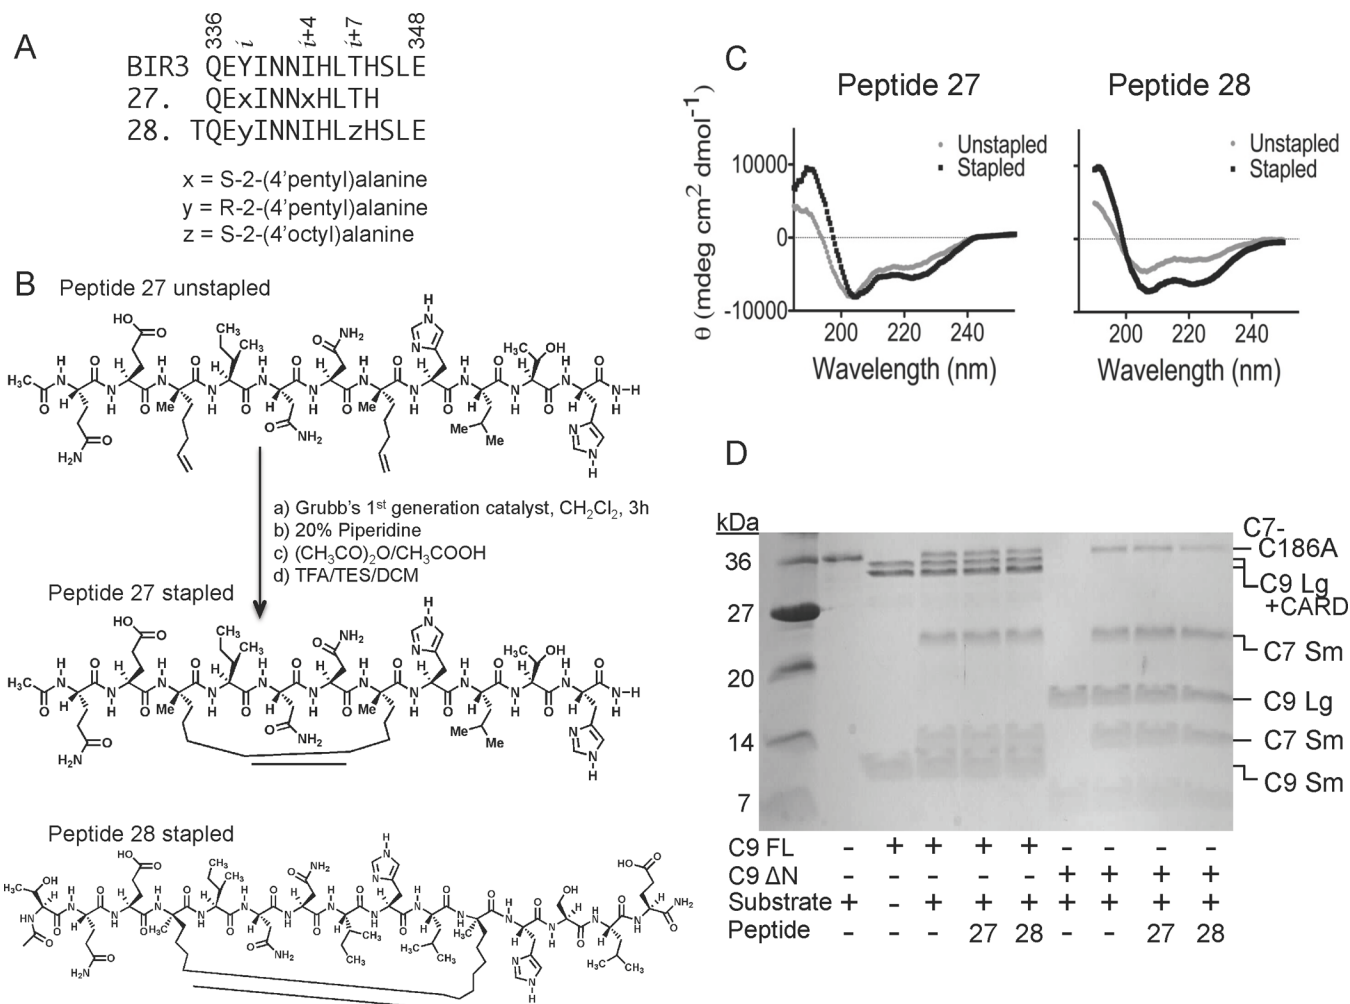 A
336 i i+4 i+7 348
BIR3 QEYINNIHLTHSLE
27. QExINNxHLTH
28. TQEyINNIHLzHSLE
x = S-2-(4'pentyl)alanine
y = R-2-(4'pentyl)alanine
z = S-2-(4'octyl)alanine
B
Peptide 27 unstapled
a) Grubb's 1st generation catalyst, CH2Cl2, 3h
b) 20% Piperidine
c) (CH3CO)2O/CH3COOH
d) TFA/TES/DCM
Peptide 27 stapled
Peptide 28 stapled
C
Peptide 27
Peptide 28
Unstapled
Stapled
Unstapled
Stapled
θ (mdeg cm2 dmol-1)
10000
0
-10000
200 220 240
200 220 240
Wavelength (nm)
Wavelength (nm)
D
kDa
36
27
20
14
7
C7-
C186A
C9 Lg
+CARD
C7 Sm
C9 Lg
C7 Sm
C9 Sm
C9 FL - + + + + - - - -
C9 ΔN - - - - - + + + +
Substrate + - + + + - + + +
Peptide - - - 27 28 - - 27 28